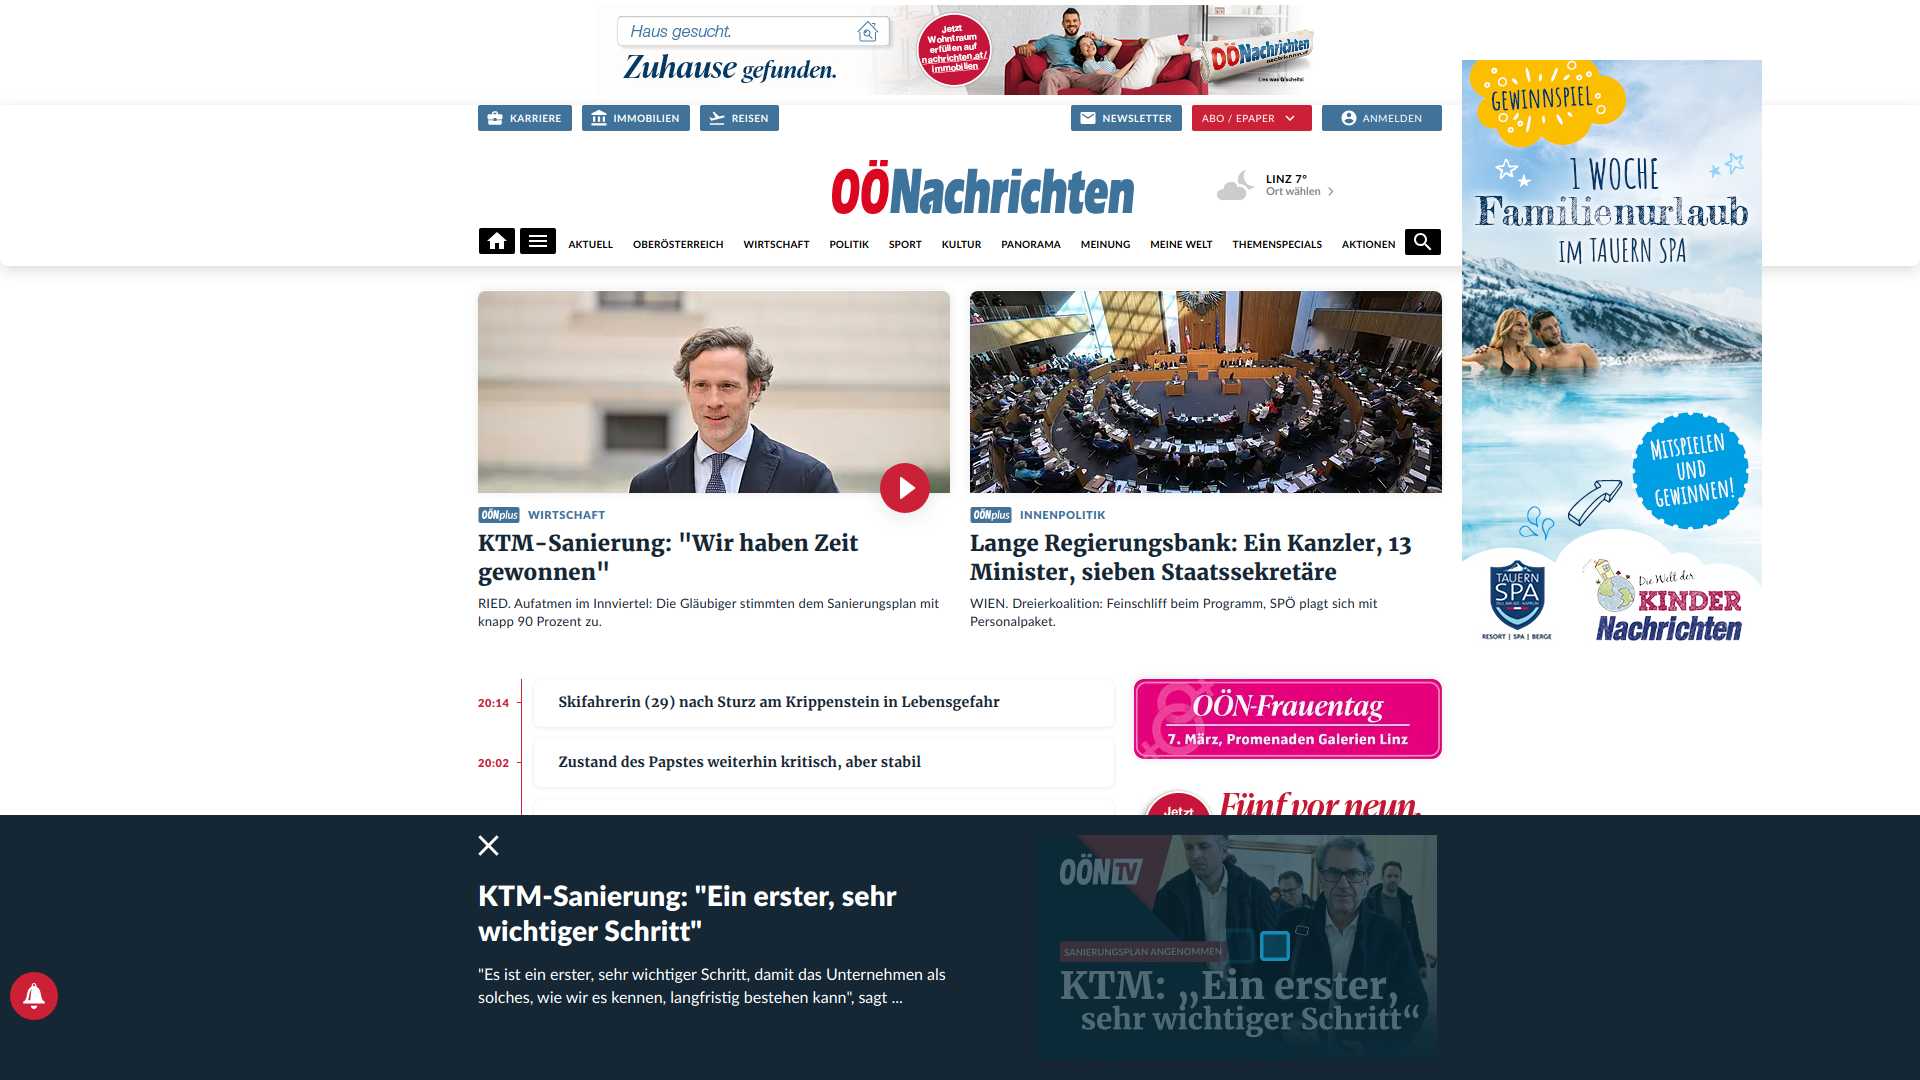 Haus gesucht.
Zuhause gefunden.
Jetzt
Wohntraum
erfüllen auf
nachrichten.at/
immobilien
OÖNachrichten
KARRIERE
IMMOBILIEN
REISEN
NEWSLETTER
ABO / EPAPER
ANMELDEN
OÖNachrichten
LINZ 7°
Ort wählen
AKTUELL
OBERÖSTERREICH
WIRTSCHAFT
POLITIK
SPORT
KULTUR
PANORAMA
MEINUNG
MEINE WELT
THEMENSPECIALS
AKTIONEN
GEWINNSPIEL
1 WOCHE
Familienurlaub
IM TAUERN SPA
MITSPIELEN
UND
GEWINNEN!
TAUERN
SPA
RESORT | SPA | BERGE
Die Welt der
KINDER
Nachrichten
OÖNplus WIRTSCHAFT
KTM-Sanierung: "Wir haben Zeit
gewonnen"
RIED. Aufatmen im Innviertel: Die Gläubiger stimmten dem Sanierungsplan mit
knapp 90 Prozent zu.
OÖNplus INNENPOLITIK
Lange Regierungsbank: Ein Kanzler, 13
Minister, sieben Staatssekretäre
WIEN. Dreierkoalition: Feinschliff beim Programm, SPÖ plagt sich mit
Personalpaket.
20:14 Skifahrerin (29) nach Sturz am Krippenstein in Lebensgefahr
20:02 Zustand des Papstes weiterhin kritisch, aber stabil
OÖN-Frauentag
7. März, Promenaden Galerien Linz
Jetzt
Fünf vor neun.
KTM-Sanierung: "Ein erster, sehr
wichtiger Schritt"
"Es ist ein erster, sehr wichtiger Schritt, damit das Unternehmen als
solches, wie wir es kennen, langfristig bestehen kann", sagt ...
OÖN TV
SANIERUNGSPLAN ANGENOMMEN
KTM: „Ein erster,
sehr wichtiger Schritt“